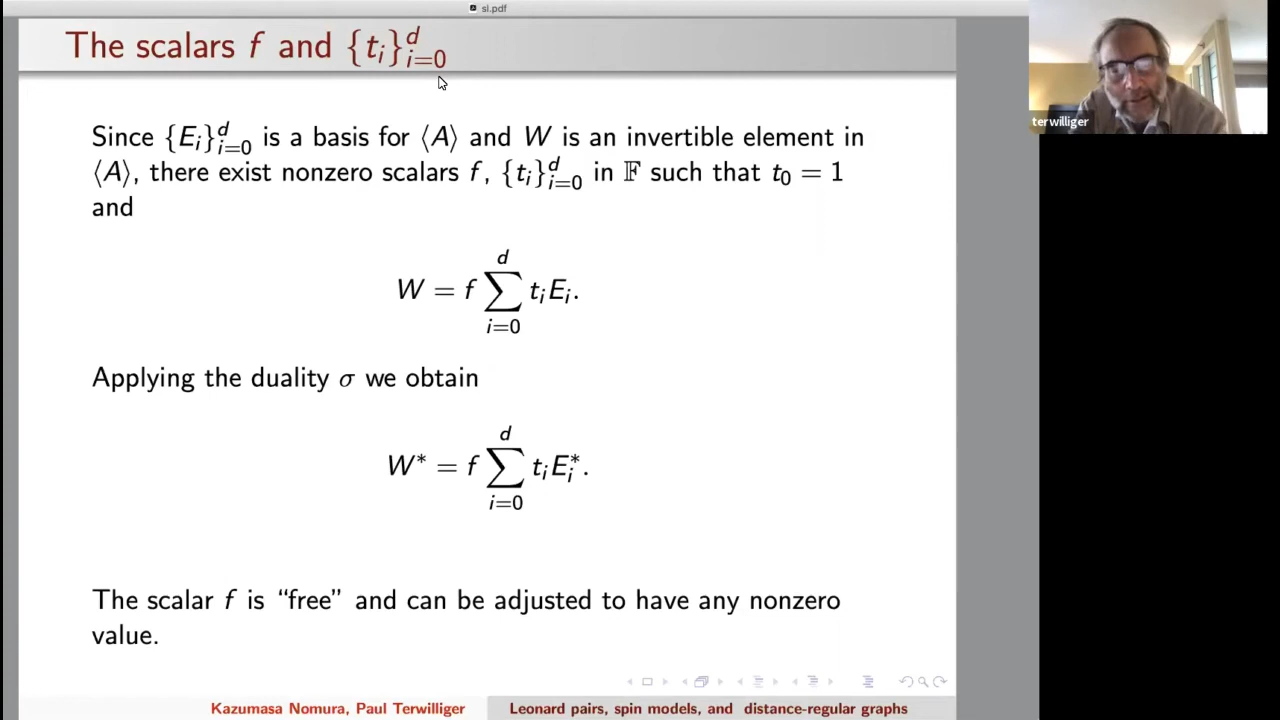 sl.pdf
The scalars f and {t_i}_{i=0}^d
terwilliger
Since {E_i}_{i=0}^d is a basis for ⟨A⟩ and W is an invertible element in
⟨A⟩, there exist nonzero scalars f, {t_i}_{i=0}^d in 𝔽 such that t_0 = 1
and
W = f ∑_{i=0}^d t_i E_i.
Applying the duality σ we obtain
W* = f ∑_{i=0}^d t_i E_i^*.
The scalar f is “free” and can be adjusted to have any nonzero
value.
Kazumasa Nomura, Paul Terwilliger
Leonard pairs, spin models, and distance-regular graphs